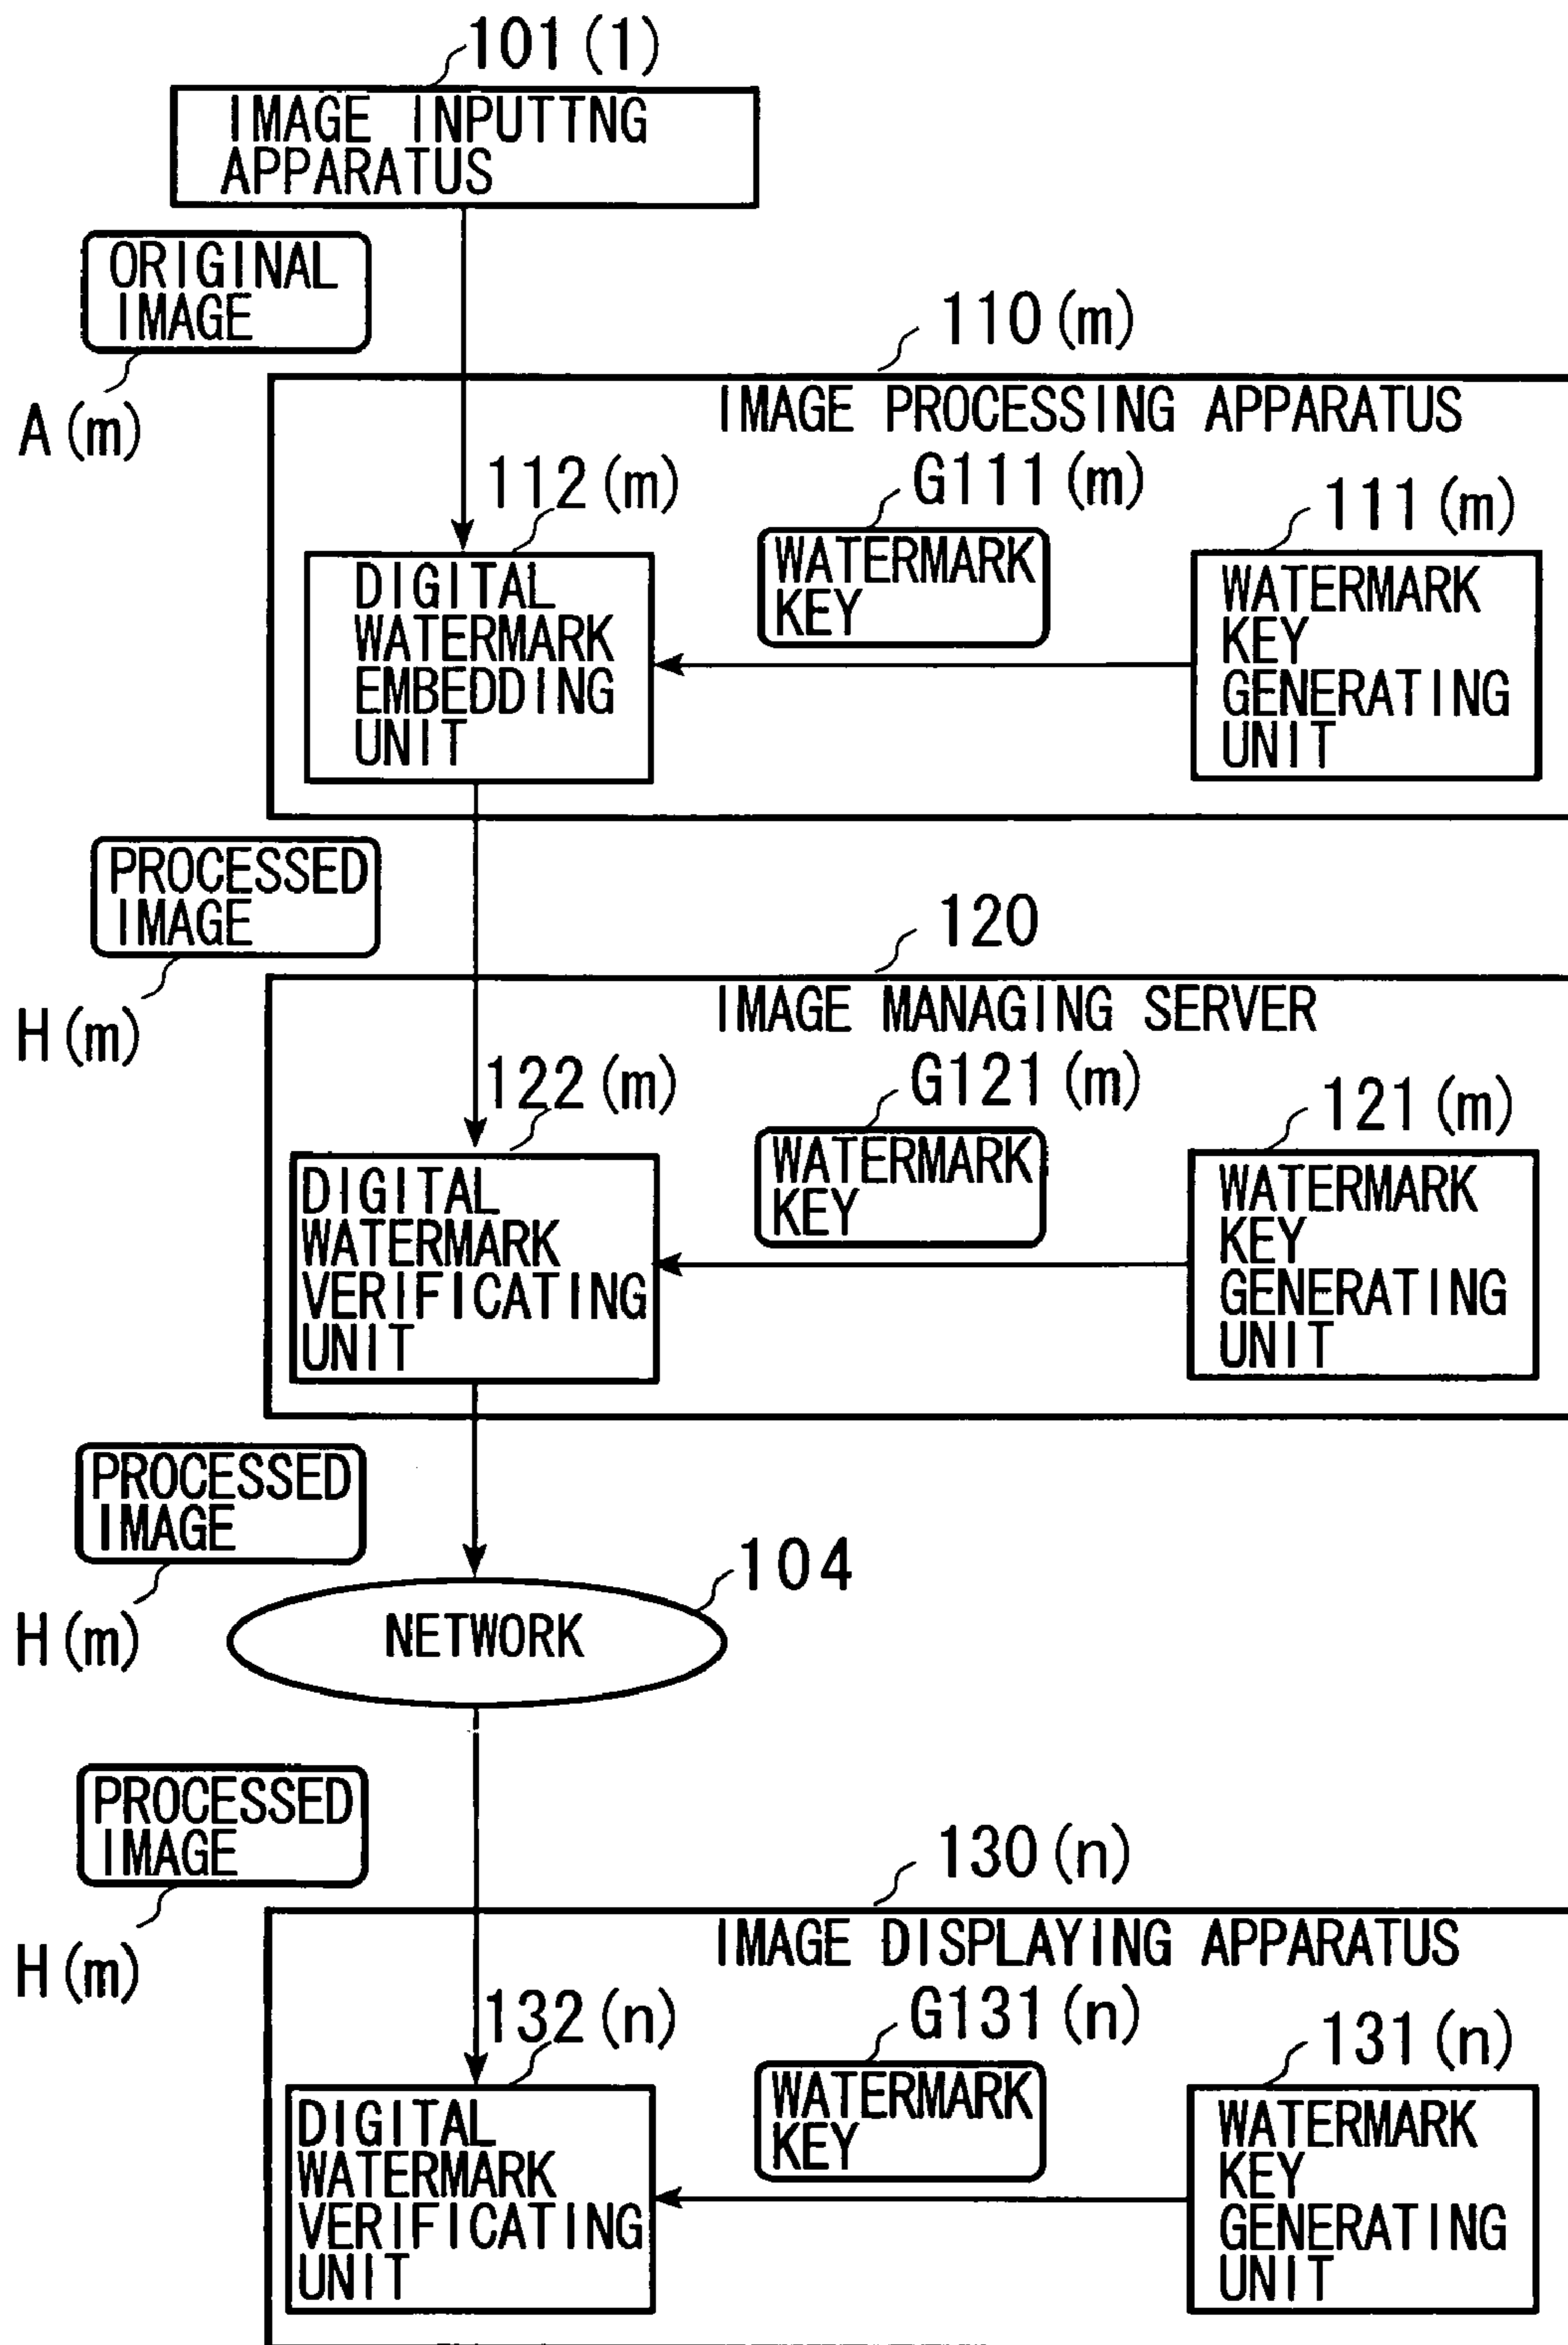 101(1)
IMAGE INPUTTNG
APPARATUS
ORIGINAL
IMAGE
A(m)
110(m)
IMAGE PROCESSING APPARATUS
112(m)
G111(m)
111(m)
DIGITAL
WATERMARK
EMBEDDING
UNIT
WATERMARK
KEY
WATERMARK
KEY
GENERATING
UNIT
PROCESSED
IMAGE
H(m)
120
IMAGE MANAGING SERVER
122(m)
G121(m)
121(m)
DIGITAL
WATERMARK
VERIFICATING
UNIT
WATERMARK
KEY
WATERMARK
KEY
GENERATING
UNIT
PROCESSED
IMAGE
H(m)
104
NETWORK
PROCESSED
IMAGE
H(m)
130(n)
IMAGE DISPLAYING APPARATUS
132(n)
G131(n)
131(n)
DIGITAL
WATERMARK
VERIFICATING
UNIT
WATERMARK
KEY
WATERMARK
KEY
GENERATING
UNIT